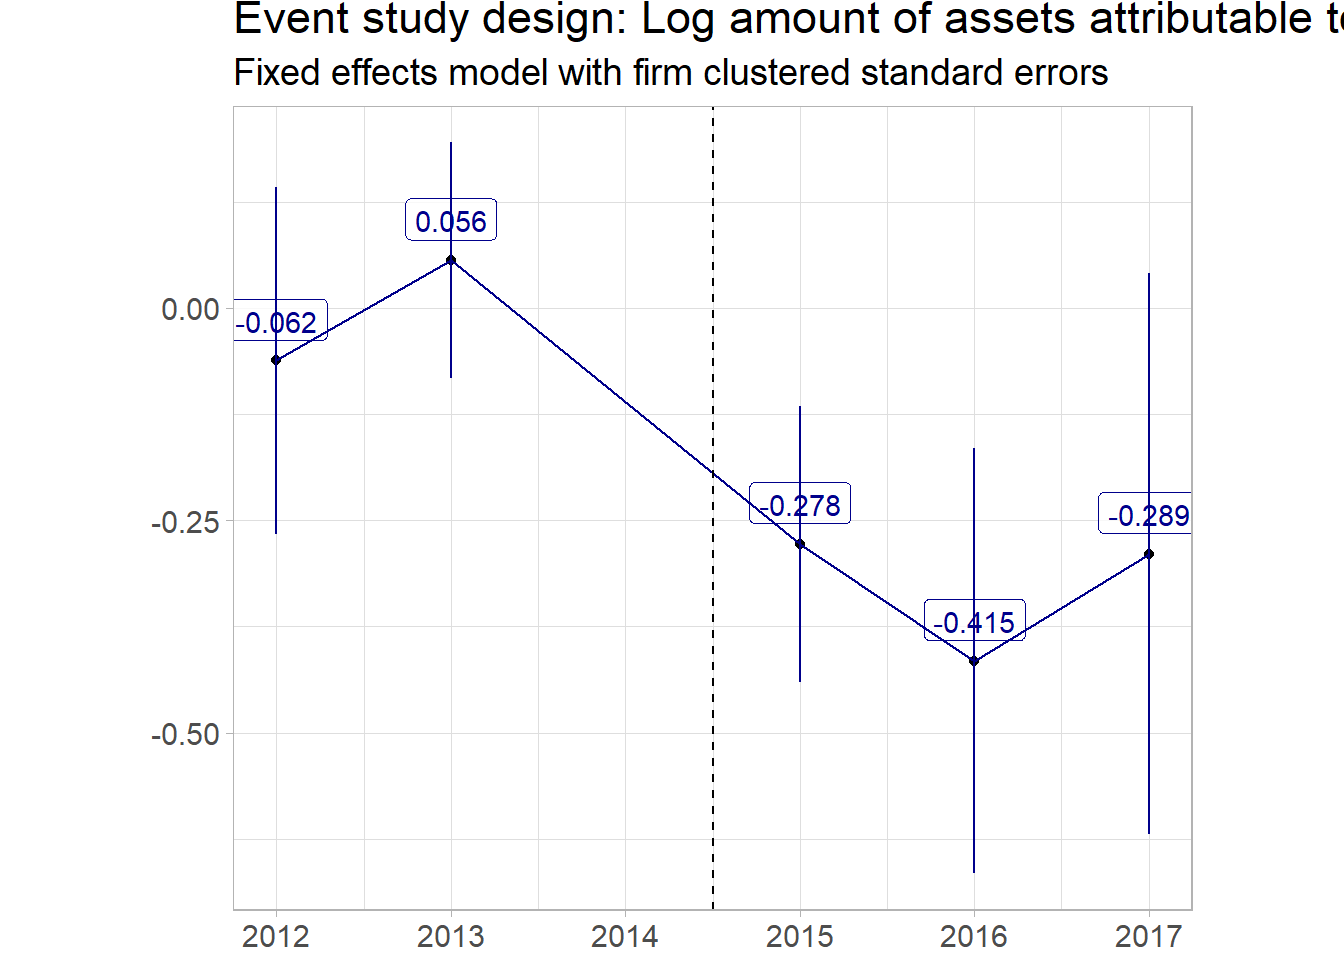 Event study design: Log amount of assets attributable
Fixed effects model with firm clustered standard errors
0.056
0.00
-0.062
-0.278
-0.25
-0.289
-0.415
-0.50
2012 2013 2014 2015 2016 2017